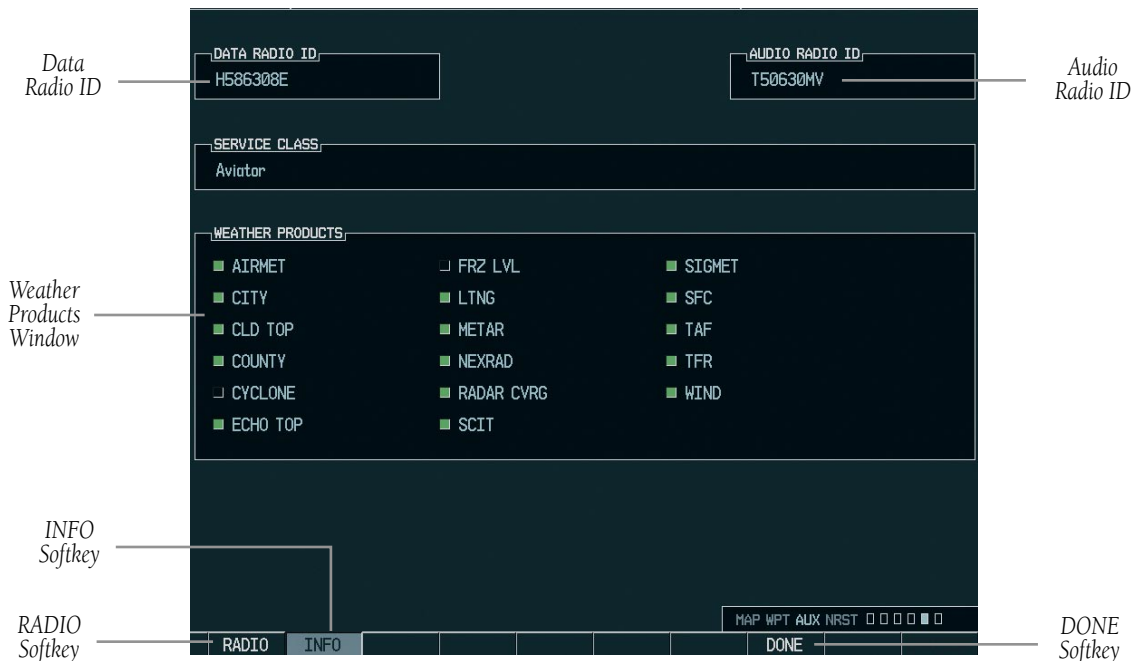 Data
Radio ID
DATA RADIO ID
H586308E
AUDIO RADIO ID
T50630MV
Audio
Radio ID
SERVICE CLASS
Aviator
Weather
Products
Window
WEATHER PRODUCTS
AIRMET
CITY
CLD TOP
COUNTY
CYCLONE
ECHO TOP
FRZ LVL
LTNG
METAR
NEXRAD
RADAR CVRG
SCIT
SIGMET
SFC
TAF
TFR
WIND
INFO
Softkey
MAP WPT AUX NRST
RADIO
Softkey
RADIO INFO DONE
DONE
Softkey